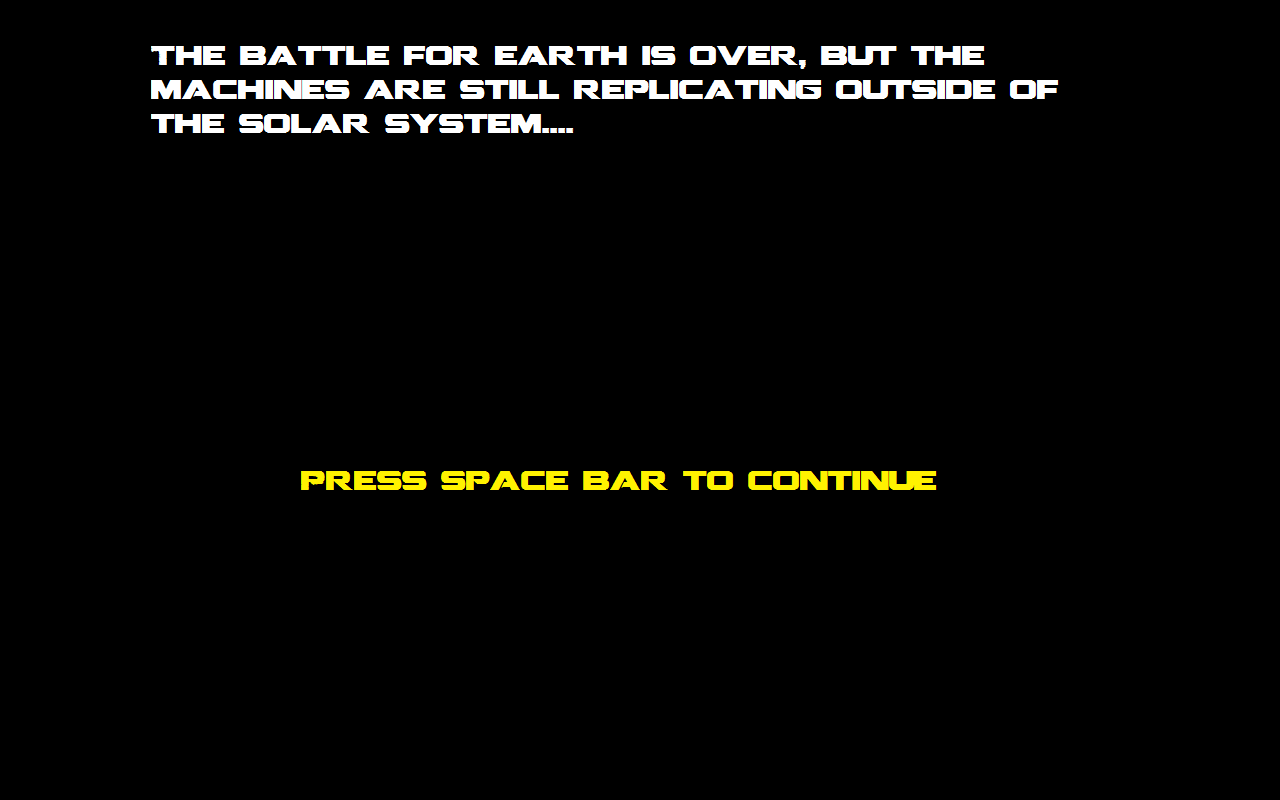 THE BATTLE FOR EARTH IS OVER, BUT THE
MACHINES ARE STILL REPLICATING OUTSIDE OF
THE SOLAR SYSTEM....
PRESS SPACE BAR TO CONTINUE